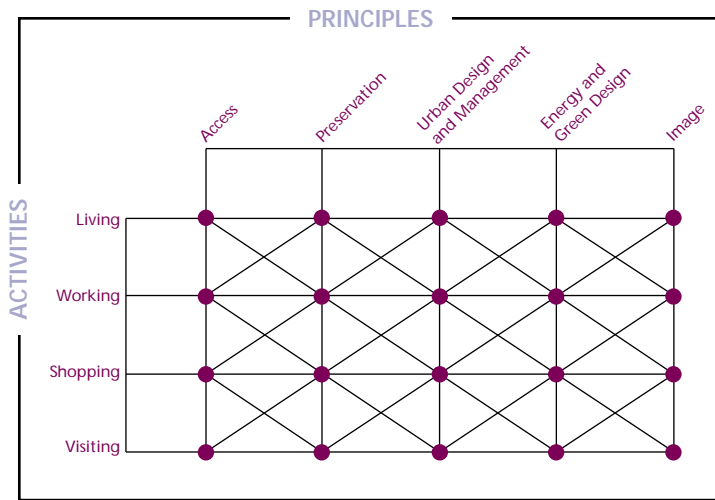 PRINCIPLES
Access
Preservation
Urban Design
and Management
Energy and
Green Design
Image
ACTIVITIES
Living
Working
Shopping
Visiting